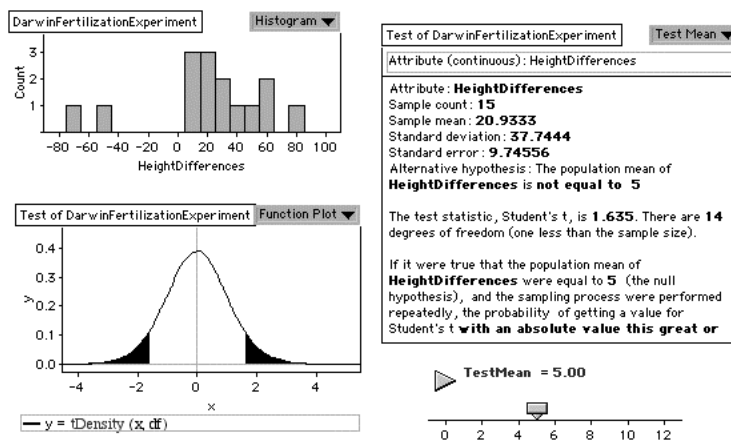 DarwinFertilizationExperiment
Histogram
3
2
1
Count
-80 -60 -40 -20 0 20 40 60 80 100
HeightDifferences
Test of DarwinFertilizationExperiment
Function Plot
0.4
0.3
0.2
0.1
0.0
y
-4 -2 0 2 4
x
y = tDensity (x, df)
Test of DarwinFertilizationExperiment
Test Mean
Attribute (continuous): HeightDifferences
Attribute: HeightDifferences
Sample count: 15
Sample mean: 20.9333
Standard deviation: 37.7444
Standard error: 9.74556
Alternative hypothesis: The population mean of
HeightDifferences is not equal to 5
The test statistic, Student's t, is 1.635. There are 14
degrees of freedom (one less than the sample size).
If it were true that the population mean of
HeightDifferences were equal to 5 (the null
hypothesis), and the sampling process were performed
repeatedly, the probability of getting a value for
Student's t with an absolute value this great or
TestMean = 5.00
0 2 4 6 8 10 12